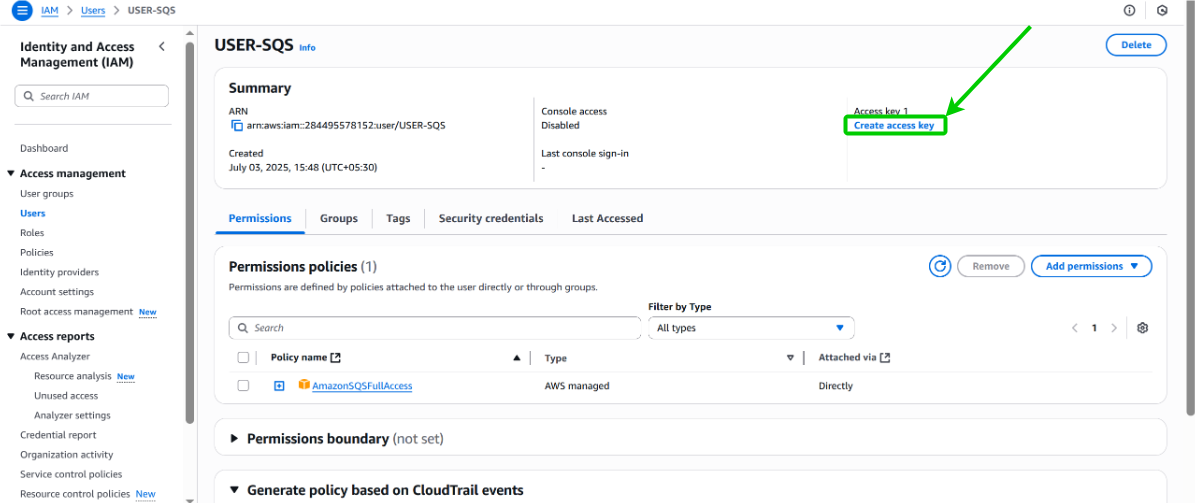 IAM > Users > USER-SQS
Identity and Access
Management (IAM)
Search IAM
Dashboard
Access management
User groups
Users
Roles
Policies
Identity providers
Account settings
Root access management New
Access reports
Access Analyzer
Resource analysis New
Unused access
Analyzer settings
Credential report
Organization activity
Service control policies
Resource control policies New
USER-SQS Info
Delete
Summary
ARN
arn:aws:iam::284495578152:user/USER-SQS
Created
July 03, 2025, 15:48 (UTC+05:30)
Console access
Disabled
Last console sign-in
-
Access key 1
Create access key
Permissions Groups Tags Security credentials Last Accessed
Permissions policies (1)
Remove
Add permissions
Permissions are defined by policies attached to the user directly or through groups.
Filter by Type
Search
All types
1
Policy name Type Attached via
AmazonSQSFullAccess AWS managed Directly
Permissions boundary (not set)
Generate policy based on CloudTrail events